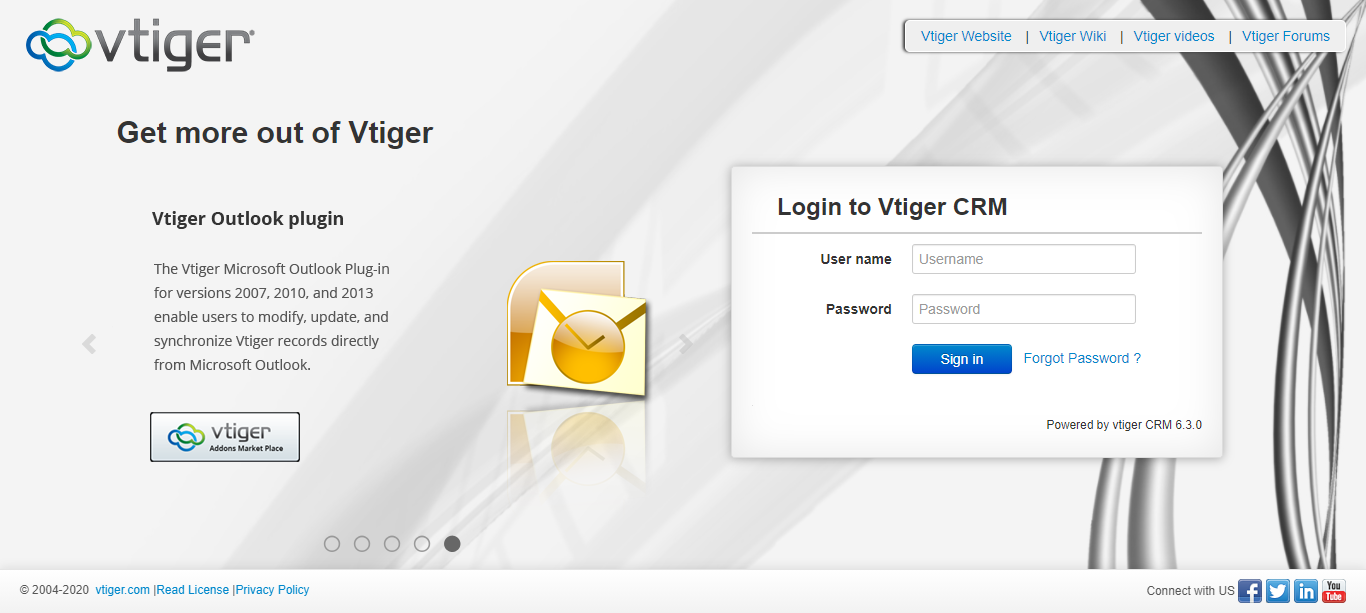 vtiger
Vtiger Website | Vtiger Wiki | Vtiger videos | Vtiger Forums
Get more out of Vtiger
Vtiger Outlook plugin
The Vtiger Microsoft Outlook Plug-in
for versions 2007, 2010, and 2013
enable users to modify, update, and
synchronize Vtiger records directly
from Microsoft Outlook.
vtiger
Addons Market Place
Login to Vtiger CRM
User name Username
Password Password
Sign in Forgot Password ?
Powered by vtiger CRM 6.3.0
© 2004-2020 vtiger.com |Read License |Privacy Policy
Connect with US f in You Tube